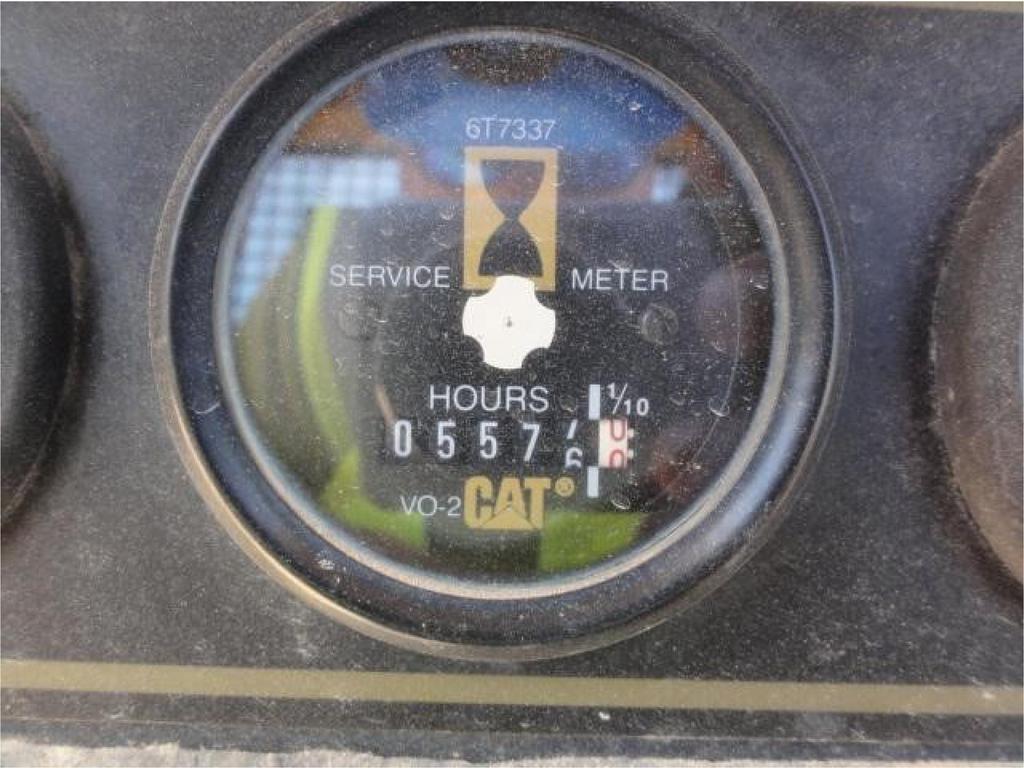 6T7337
SERVICE METER
HOURS 1/10
0557
VO-2 CAT®